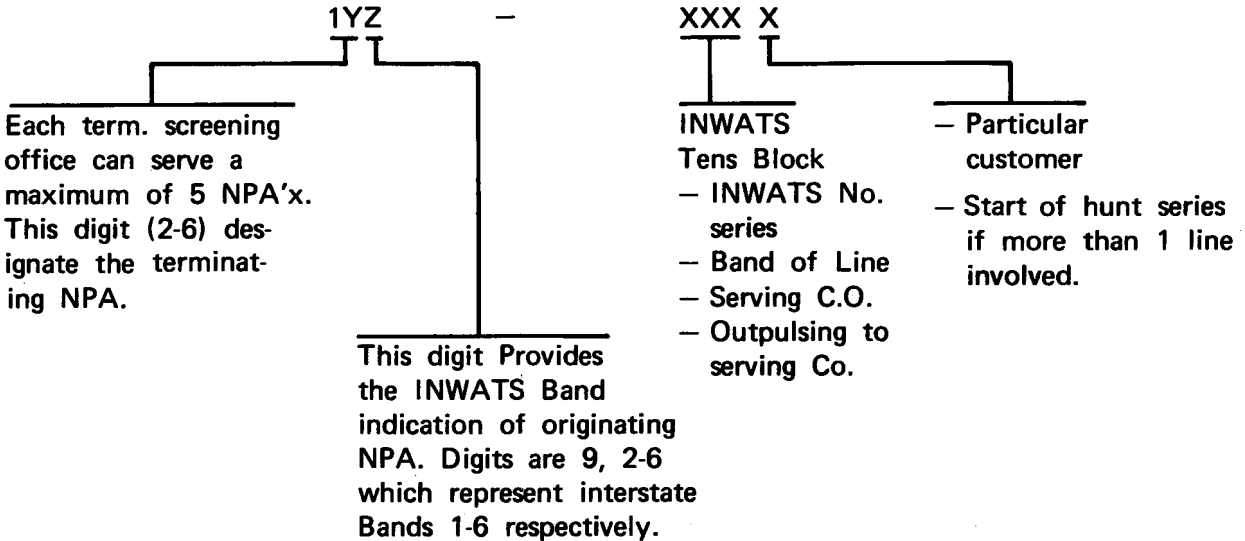 1YZ – XXX X
Each term. screening
office can serve a
maximum of 5 NPA'x.
This digit (2-6) des-
ignate the terminat-
ing NPA.
This digit Provides
the INWATS Band
indication of originating
NPA. Digits are 9, 2-6
which represent interstate
Bands 1-6 respectively.
INWATS
Tens Block
– INWATS No.
series
– Band of Line
– Serving C.O.
– Outpulsing to
serving Co.
– Particular
customer
– Start of hunt series
if more than 1 line
involved.